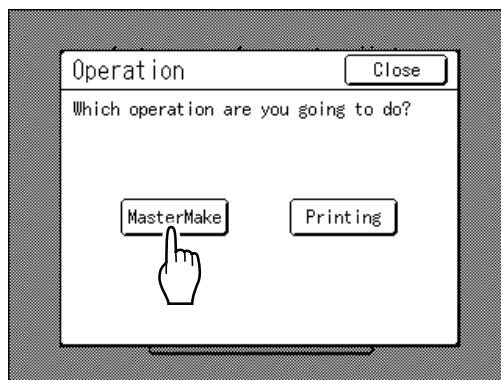 Operation
Close
Which operation are you going to do?
MasterMake
Printing